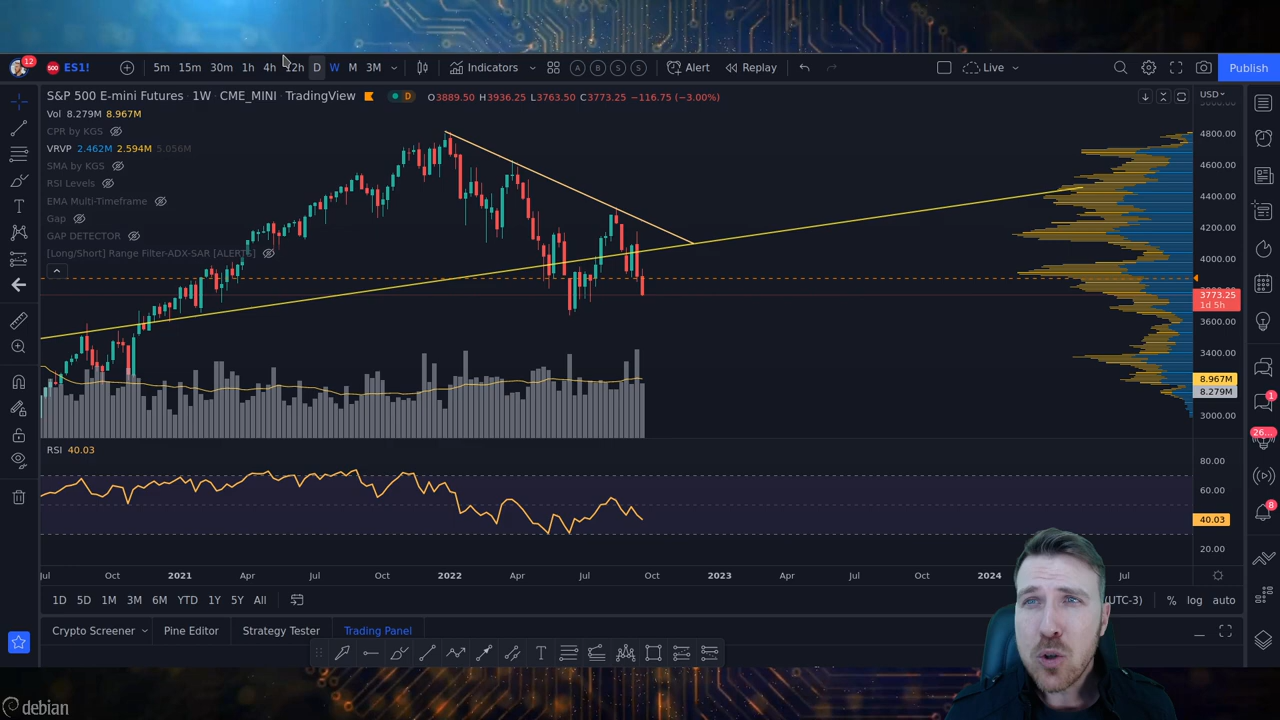 12
500 ES1! 5m 15m 30m 1h 4h 12h D W M 3M Indicators A B S S Alert Replay Live Publish
S&P 500 E-mini Futures · 1W · CME_MINI · TradingView D O3889.50 H3936.25 L3763.50 C3773.25 −116.75 (−3.00%) USD
Vol 8.279M 8.967M
CPR by KGS
VRVP 2.462M 2.594M 5.056M
SMA by KGS
RSI Levels
EMA Multi-Timeframe
Gap
GAP DETECTOR
[Long/Short] Range Filter-ADX-SAR [ALERTS]
4800.00
4600.00
4400.00
4200.00
4000.00
3773.25
1d 5h
3600.00
3400.00
8.967M
8.279M
3000.00
RSI 40.03
80.00
60.00
40.03
20.00
1
26...
8
Jul Oct 2021 Apr Jul Oct 2022 Apr Jul Oct 2023 Apr Jul Oct 2024 Jul
1D 5D 1M 3M 6M YTD 1Y 5Y All (UTC-3) % log auto
Crypto Screener Pine Editor Strategy Tester Trading Panel
T
debian